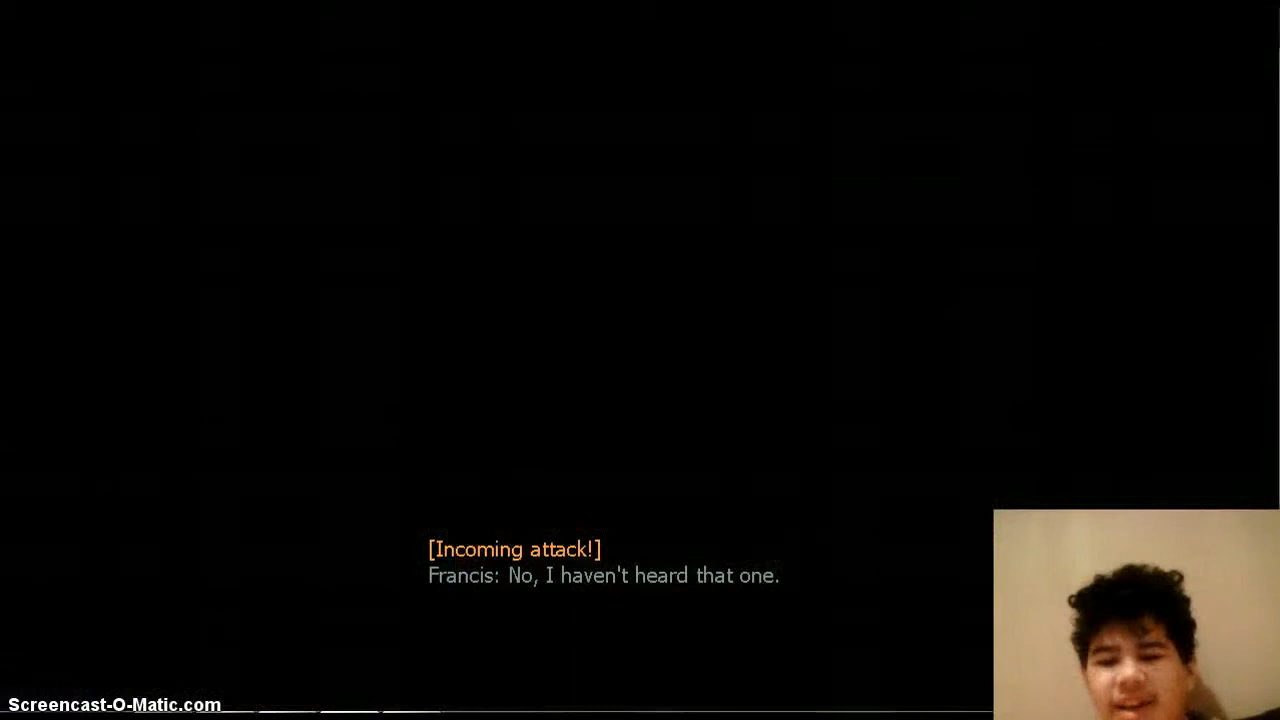 [Incoming attack!]
Francis: No, I haven't heard that one.
Screencast-O-Matic.com